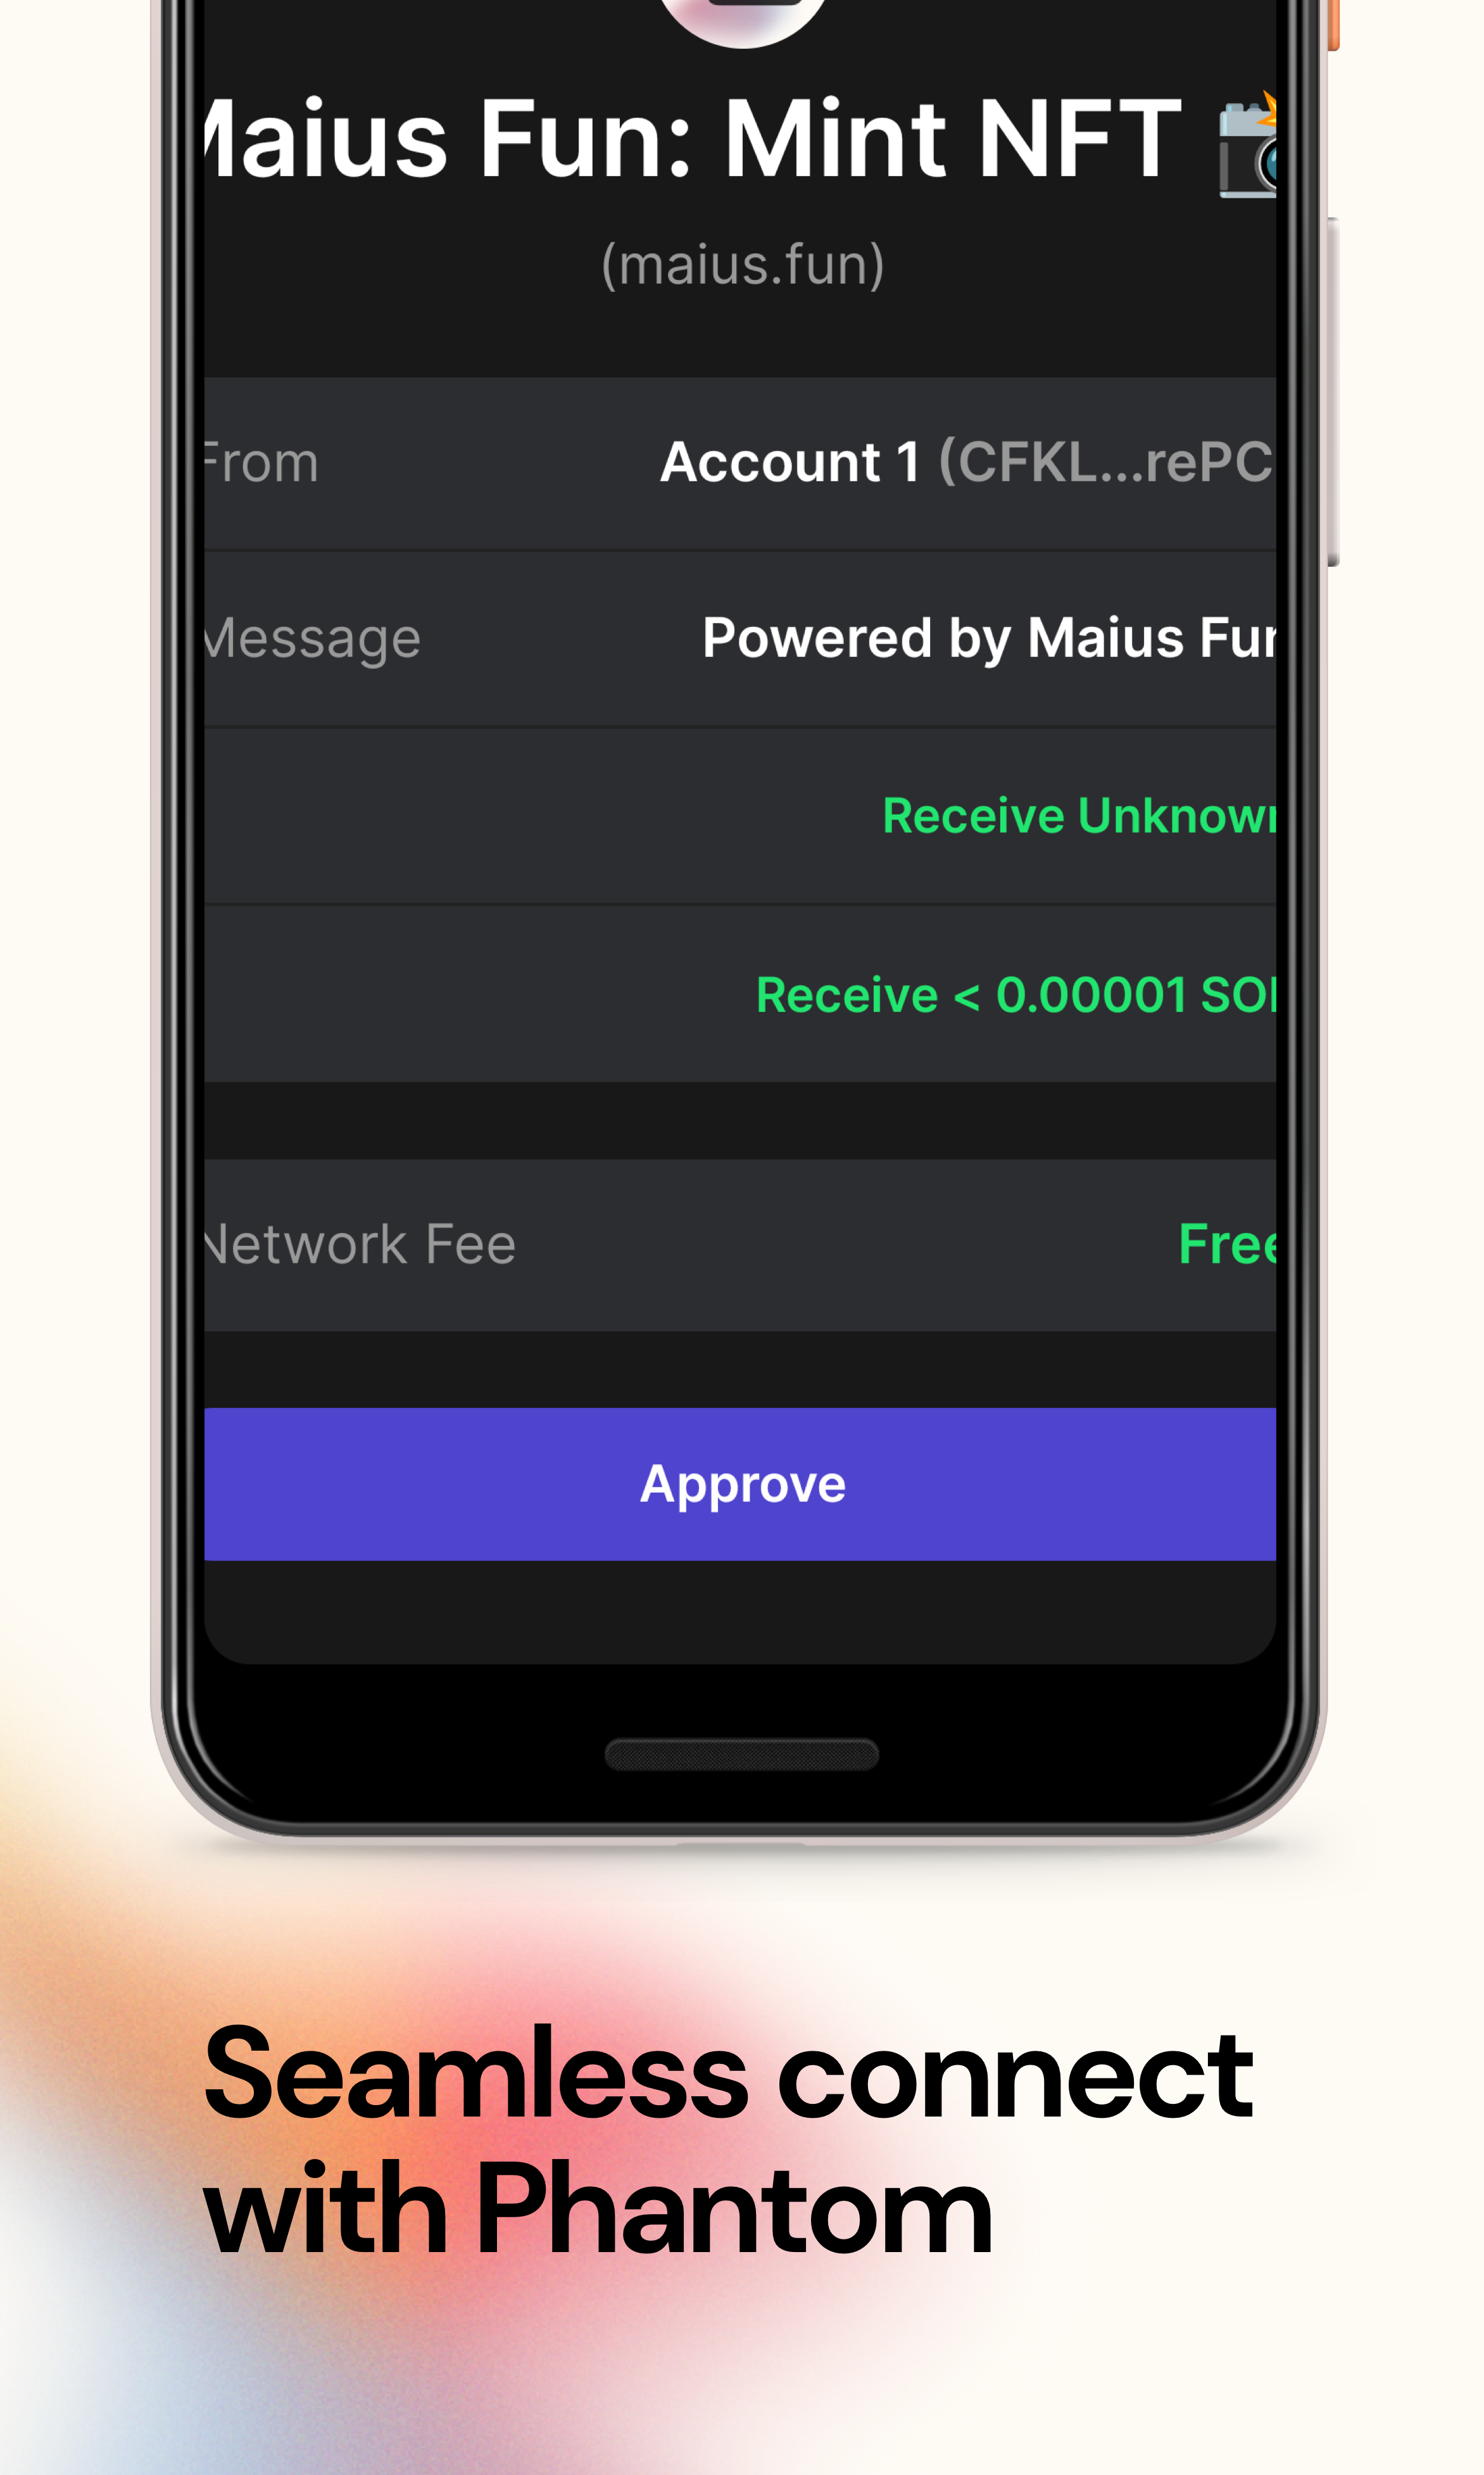 Maius Fun: Mint NFT 📸
(maius.fun)
From Account 1 (CFKL...rePC
Message Powered by Maius Fun
Receive Unknown
Receive < 0.00001 SOL
Network Fee Free
Approve
Seamless connect
with Phantom